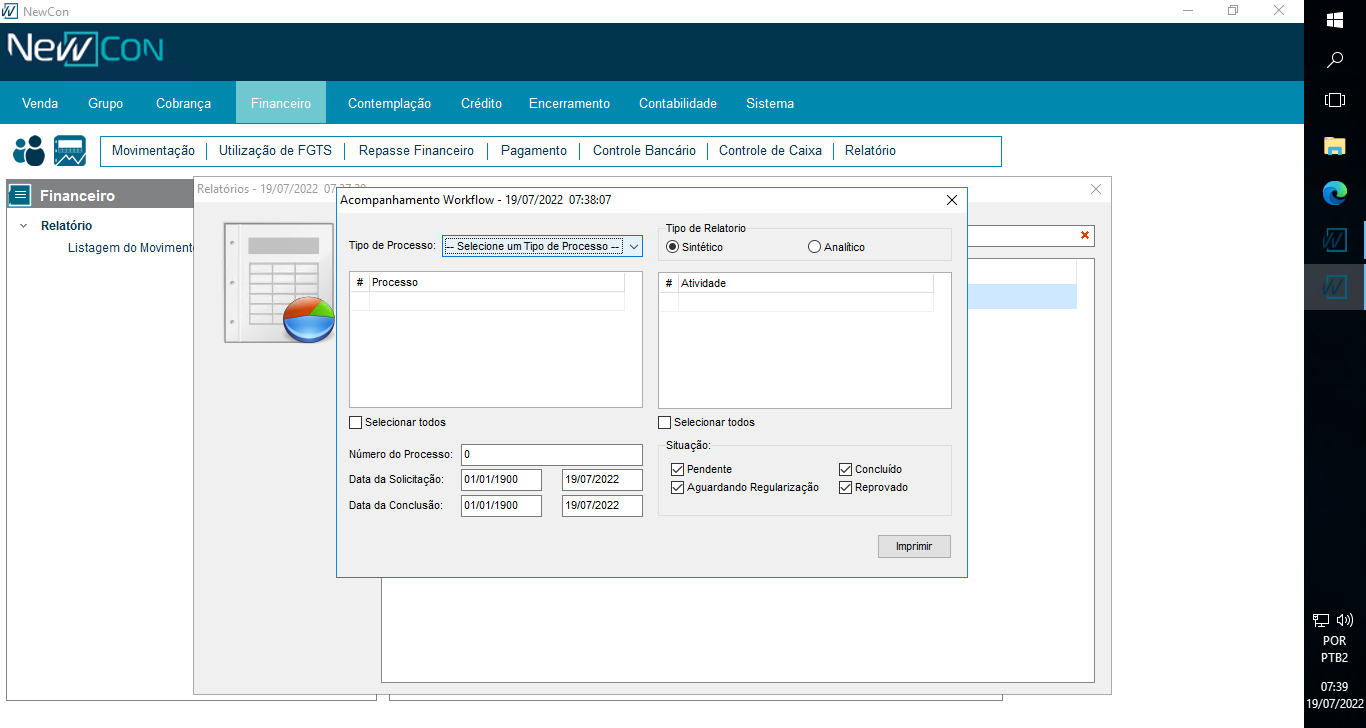 NewCon
NewCon
Venda Grupo Cobrança Financeiro Contemplação Crédito Encerramento Contabilidade Sistema
Movimentação Utilização de FGTS Repasse Financeiro Pagamento Controle Bancário Controle de Caixa Relatório
Financeiro
Relatório
Listagem do Moviment
Relatórios - 19/07/2022
Acompanhamento Workflow - 19/07/2022 07:38:07
Tipo de Processo: -- Selecione um Tipo de Processo --
Tipo de Relatorio
Sintético Analítico
# Processo
# Atividade
Selecionar todos
Selecionar todos
Número do Processo: 0
Data da Solicitação: 01/01/1900 19/07/2022
Data da Conclusão: 01/01/1900 19/07/2022
Situação:
Pendente Concluído
Aguardando Regularização Reprovado
Imprimir
POR
PTB2
07:39
19/07/2022